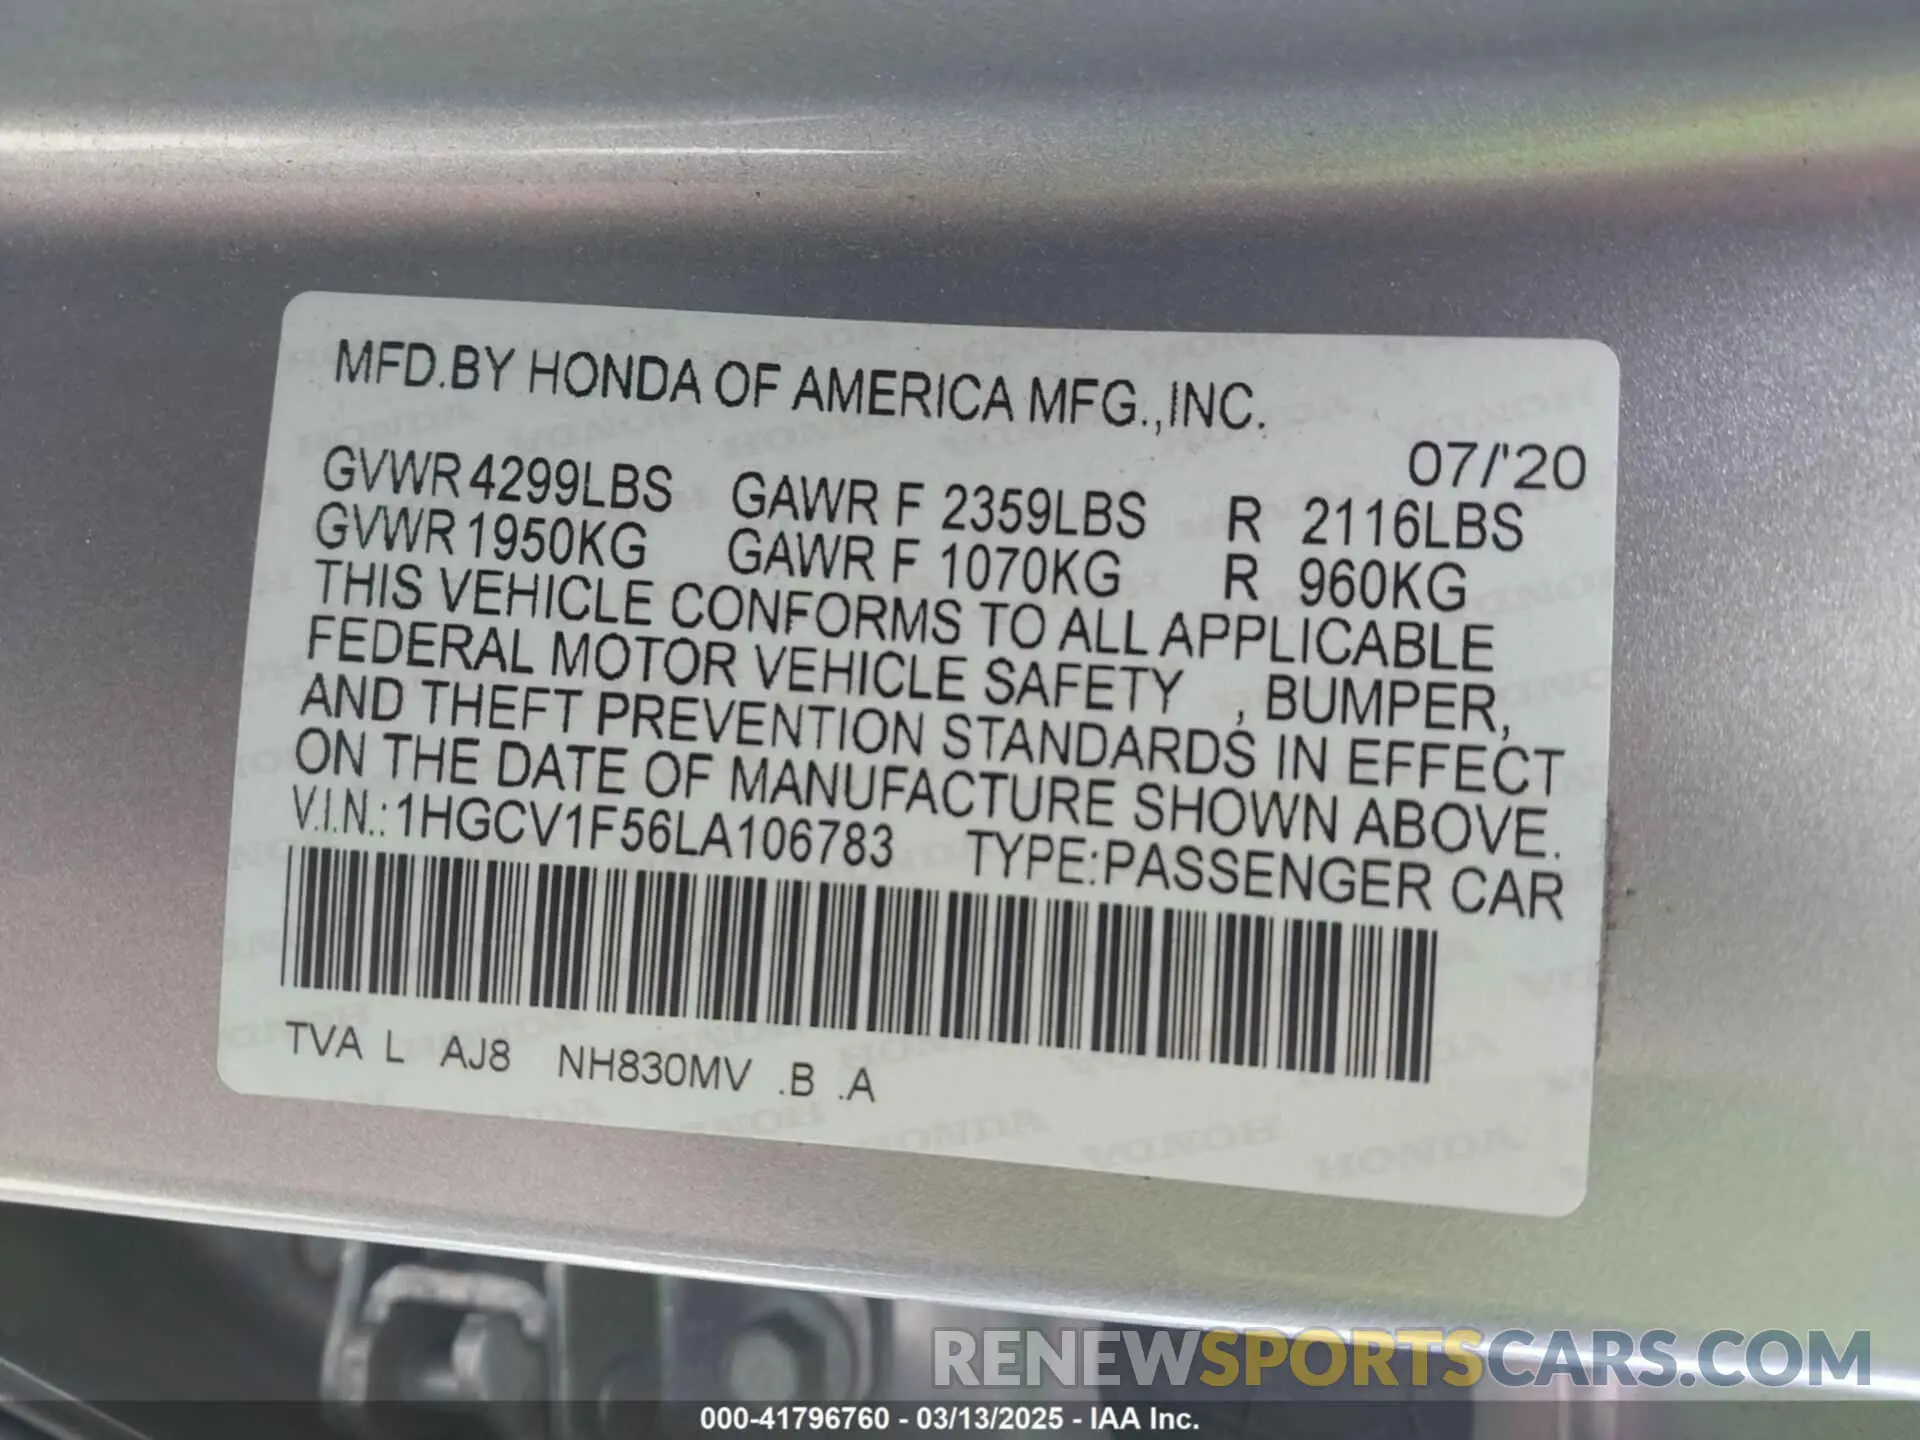 MFD.BY HONDA OF AMERICA MFG.,INC.
07/'20
GVWR 4299LBS GAWR F 2359LBS R 2116LBS
GVWR 1950KG GAWR F 1070KG R 960KG
THIS VEHICLE CONFORMS TO ALL APPLICABLE
FEDERAL MOTOR VEHICLE SAFETY , BUMPER,
AND THEFT PREVENTION STANDARDS IN EFFECT
ON THE DATE OF MANUFACTURE SHOWN ABOVE.
V.I.N.: 1HGCV1F56LA106783 TYPE:PASSENGER CAR
TVA L AJ8 NH830MV .B .A
RENEWSPORTSCARS.COM
000-41796760 - 03/13/2025 - IAA Inc.